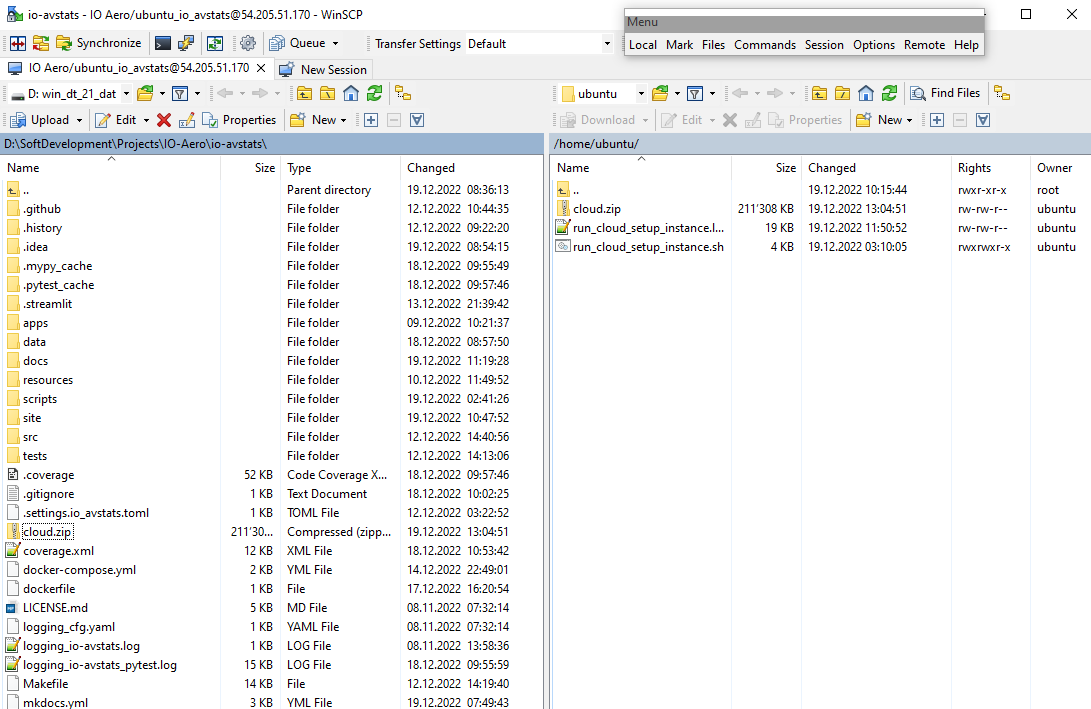 io-avstats - IO Aero/ubuntu_io_avstats@54.205.51.170 - WinSCP
Menu
Local Mark Files Commands Session Options Remote Help
Synchronize Queue Transfer Settings Default
IO Aero/ubuntu_io_avstats@54.205.51.170 New Session
D: win_dt_21_dat
ubuntu Find Files
Upload Edit Properties New
Download Edit Properties New
D:\SoftDevelopment\Projects\IO-Aero\io-avstats\
Name Size Type Changed
.. Parent directory 19.12.2022 08:36:13
.github File folder 12.12.2022 10:44:35
.history File folder 12.12.2022 09:22:20
.idea File folder 19.12.2022 08:54:15
.mypy_cache File folder 18.12.2022 09:55:49
.pytest_cache File folder 18.12.2022 09:57:46
.streamlit File folder 13.12.2022 21:39:42
apps File folder 09.12.2022 10:21:37
data File folder 18.12.2022 08:57:50
docs File folder 19.12.2022 11:19:28
resources File folder 10.12.2022 11:49:52
scripts File folder 19.12.2022 02:41:26
site File folder 19.12.2022 10:47:52
src File folder 12.12.2022 14:40:56
tests File folder 12.12.2022 14:13:06
.coverage 52 KB Code Coverage X... 18.12.2022 09:57:46
.gitignore 1 KB Text Document 18.12.2022 10:02:25
.settings.io_avstats.toml 1 KB TOML File 12.12.2022 03:22:52
cloud.zip 211'30... Compressed (zipp... 19.12.2022 13:04:51
coverage.xml 12 KB XML File 18.12.2022 10:53:42
docker-compose.yml 2 KB YML File 14.12.2022 22:49:01
dockerfile 1 KB File 17.12.2022 16:20:54
LICENSE.md 5 KB MD File 08.11.2022 07:32:14
logging_cfg.yaml 1 KB YAML File 08.11.2022 07:32:14
logging_io-avstats.log 1 KB LOG File 08.11.2022 13:58:36
logging_io-avstats_pytest.log 15 KB LOG File 18.12.2022 09:55:59
Makefile 14 KB File 12.12.2022 14:19:40
mkdocs.yml 3 KB YML File 19.12.2022 07:49:43
/home/ubuntu/
Name Size Changed Rights Owner
.. 19.12.2022 10:15:44 rwxr-xr-x root
cloud.zip 211'308 KB 19.12.2022 13:04:51 rw-rw-r-- ubuntu
run_cloud_setup_instance.l... 19 KB 19.12.2022 11:50:52 rw-rw-r-- ubuntu
run_cloud_setup_instance.sh 4 KB 19.12.2022 03:10:05 rwxrwxr-x ubuntu